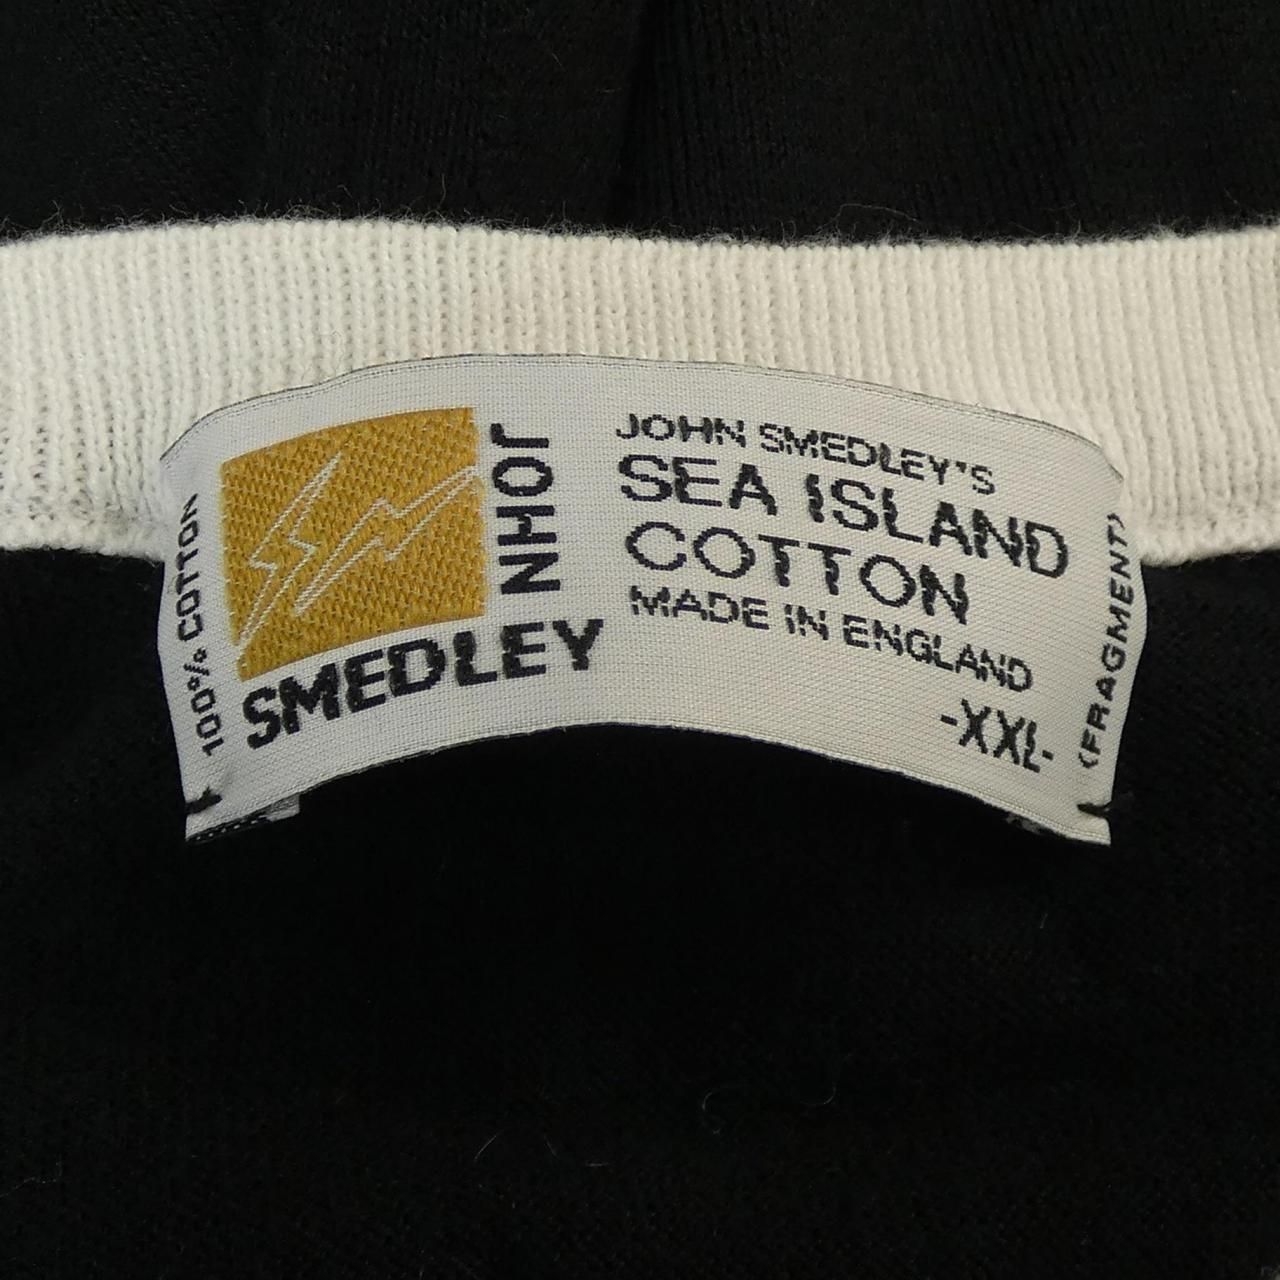 100% COTTON
JOHN
SMEDLEY
JOHN SMEDLEY'S
SEA ISLAND
COTTON
MADE IN ENGLAND
-XXL-
(FRAGMENT)